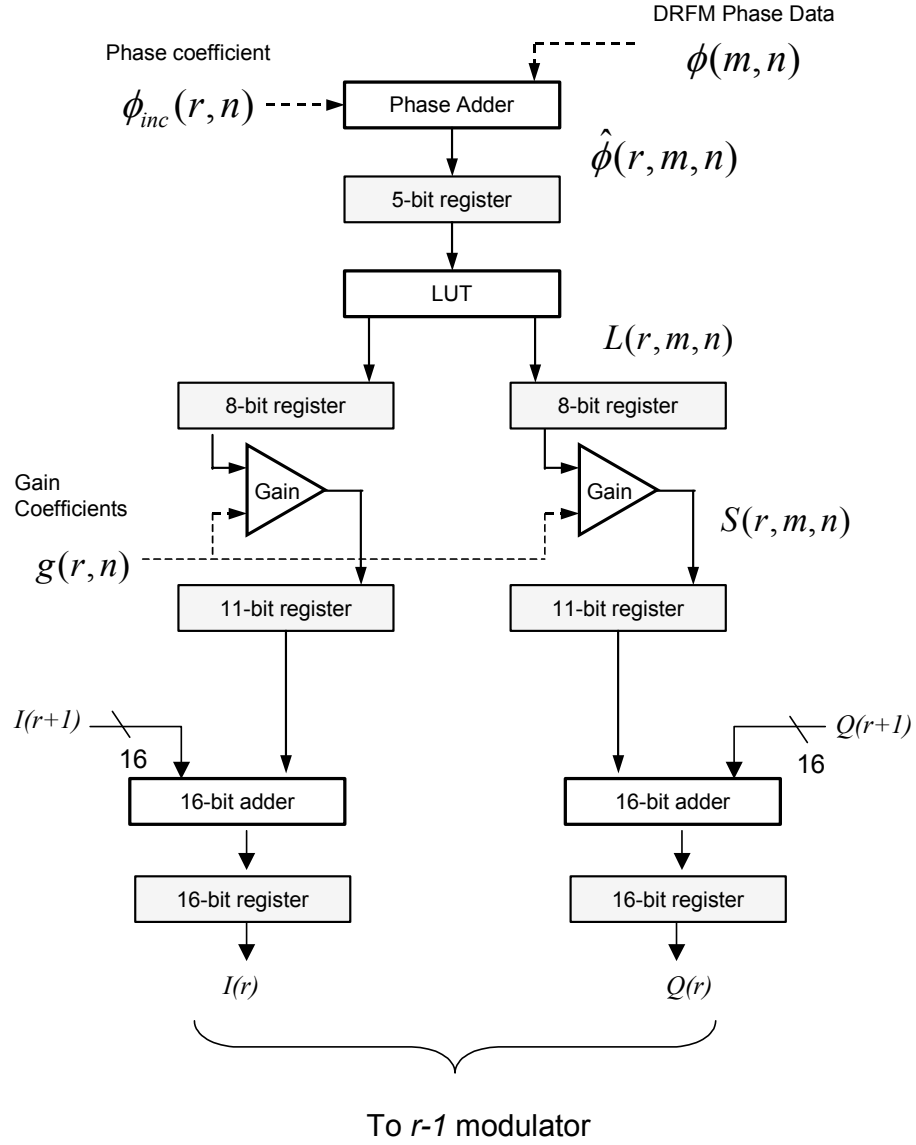 DRFM Phase Data
ϕ(m,n)
Phase coefficient
ϕ_inc(r,n)
Phase Adder
ϕ̂(r,m,n)
5-bit register
LUT
L(r,m,n)
8-bit register
8-bit register
Gain
Gain
Gain
Coefficients
S(r,m,n)
g(r,n)
11-bit register
11-bit register
I(r+1)
Q(r+1)
16
16
16-bit adder
16-bit adder
16-bit register
16-bit register
I(r)
Q(r)
To r-1 modulator